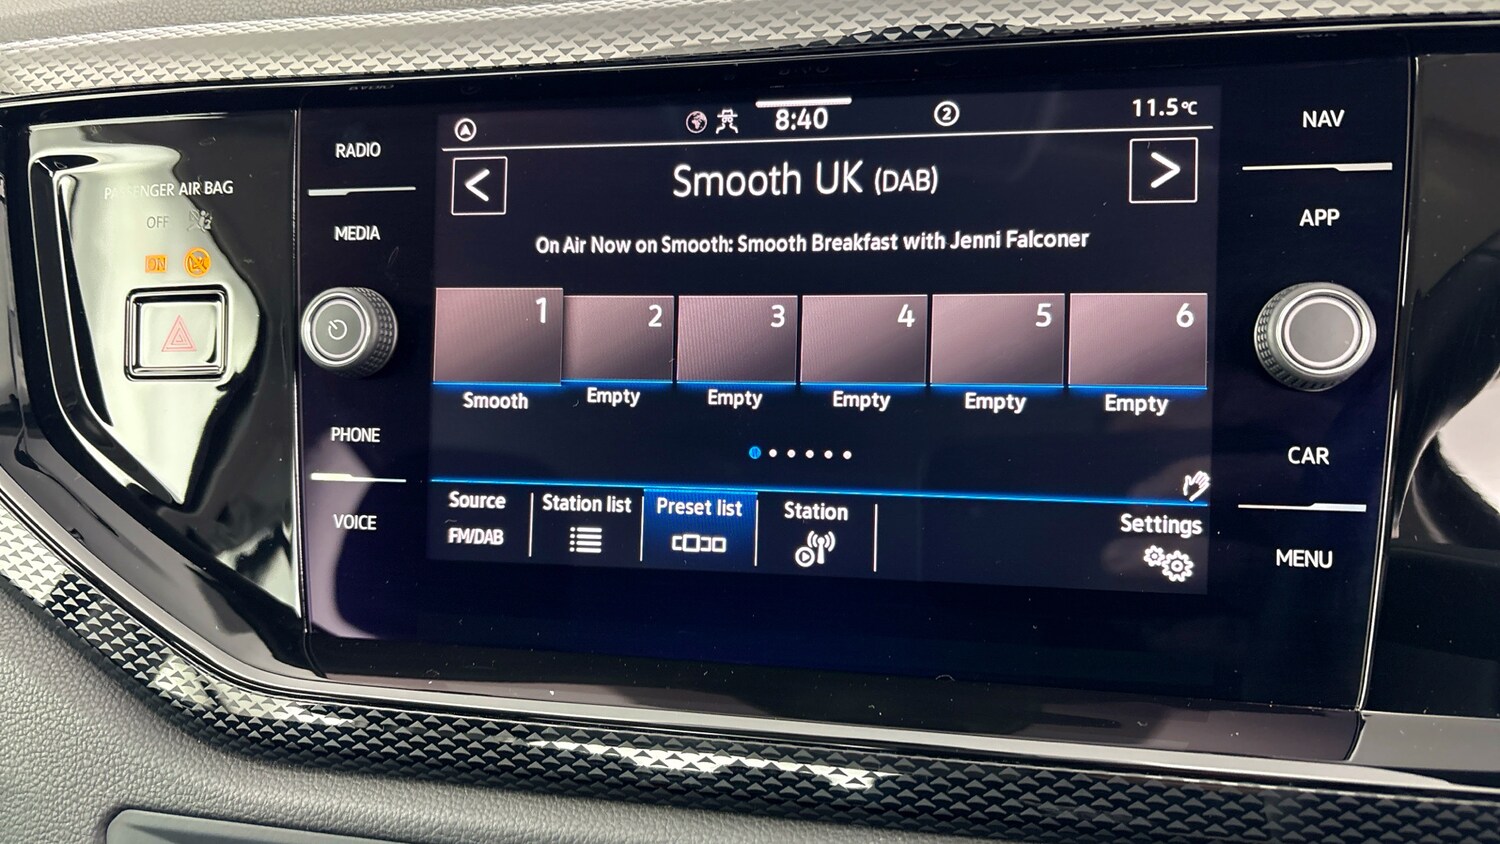 PASSENGER AIR BAG
OFF
ON
RADIO
MEDIA
PHONE
VOICE
8:40
2
11.5°C
Smooth UK (DAB)
On Air Now on Smooth: Smooth Breakfast with Jenni Falconer
1 2 3 4 5 6
Smooth Empty Empty Empty Empty Empty
Source Station list Preset list Station Settings
FM/DAB
NAV
APP
CAR
MENU